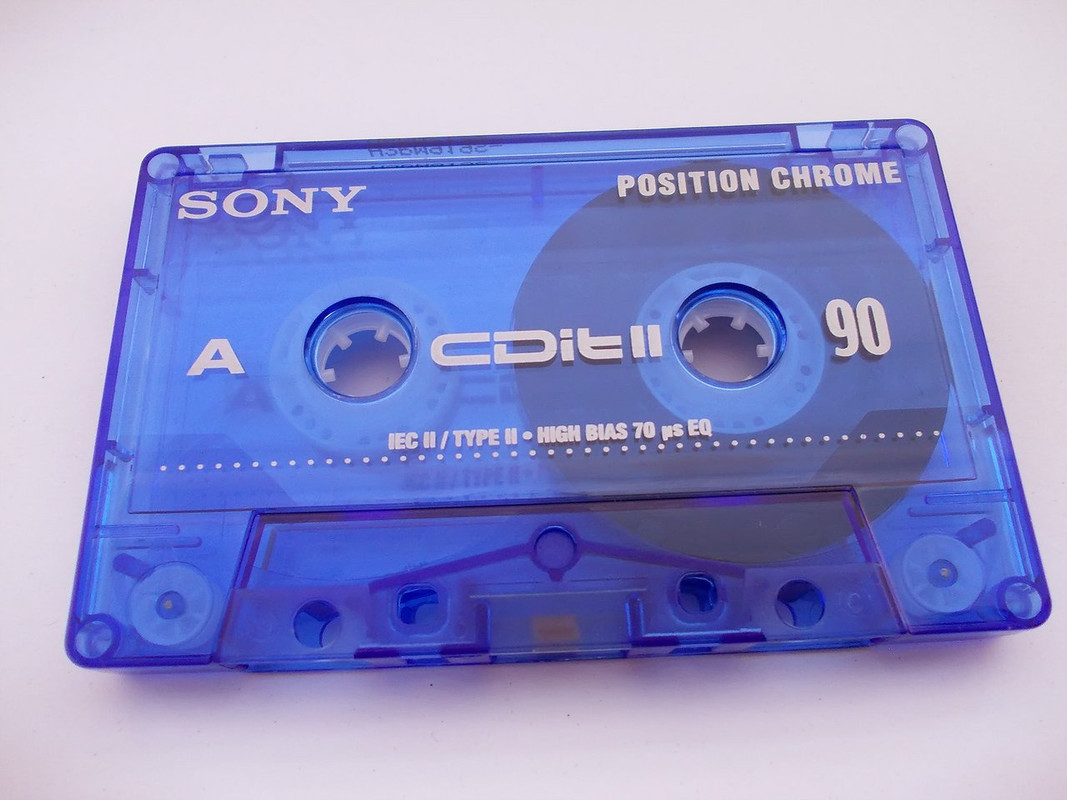 SONY
POSITION CHROME
A
CDit II
90
IEC II / TYPE II • HIGH BIAS 70 µs EQ